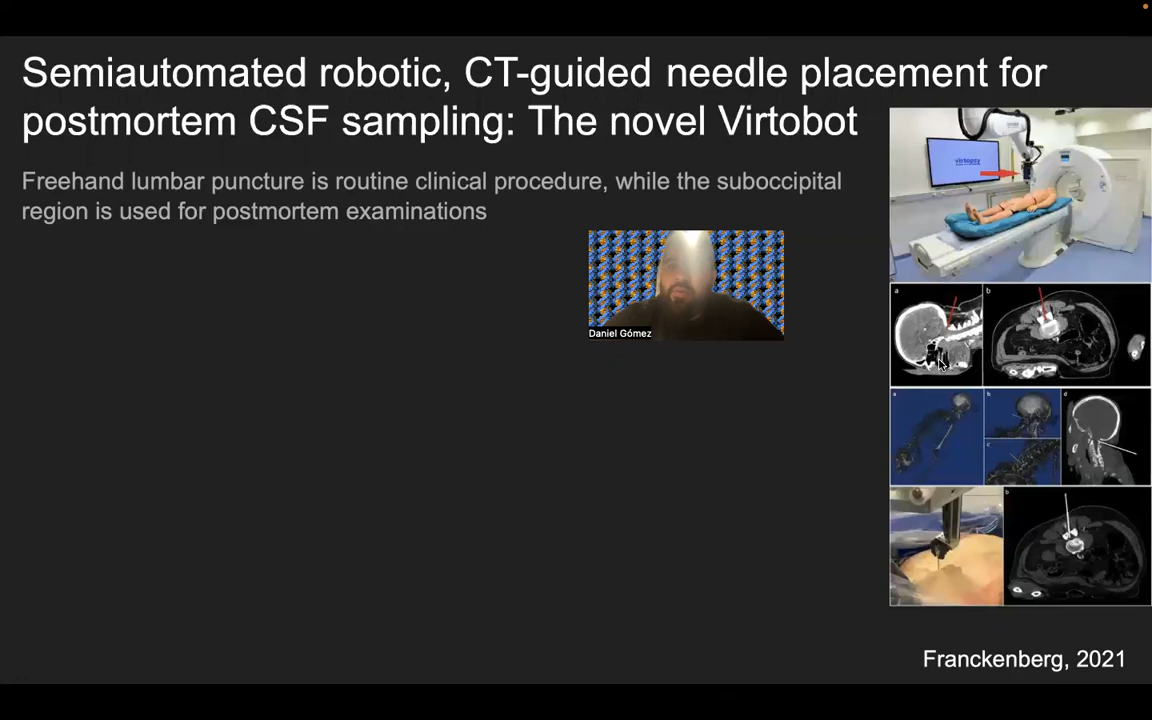 Semiautomated robotic, CT-guided needle placement for
postmortem CSF sampling: The novel Virtobot
Freehand lumbar puncture is routine clinical procedure, while the suboccipital
region is used for postmortem examinations
virtopsy
Daniel Gómez
a
b
a
b
c
d
b
Franckenberg, 2021